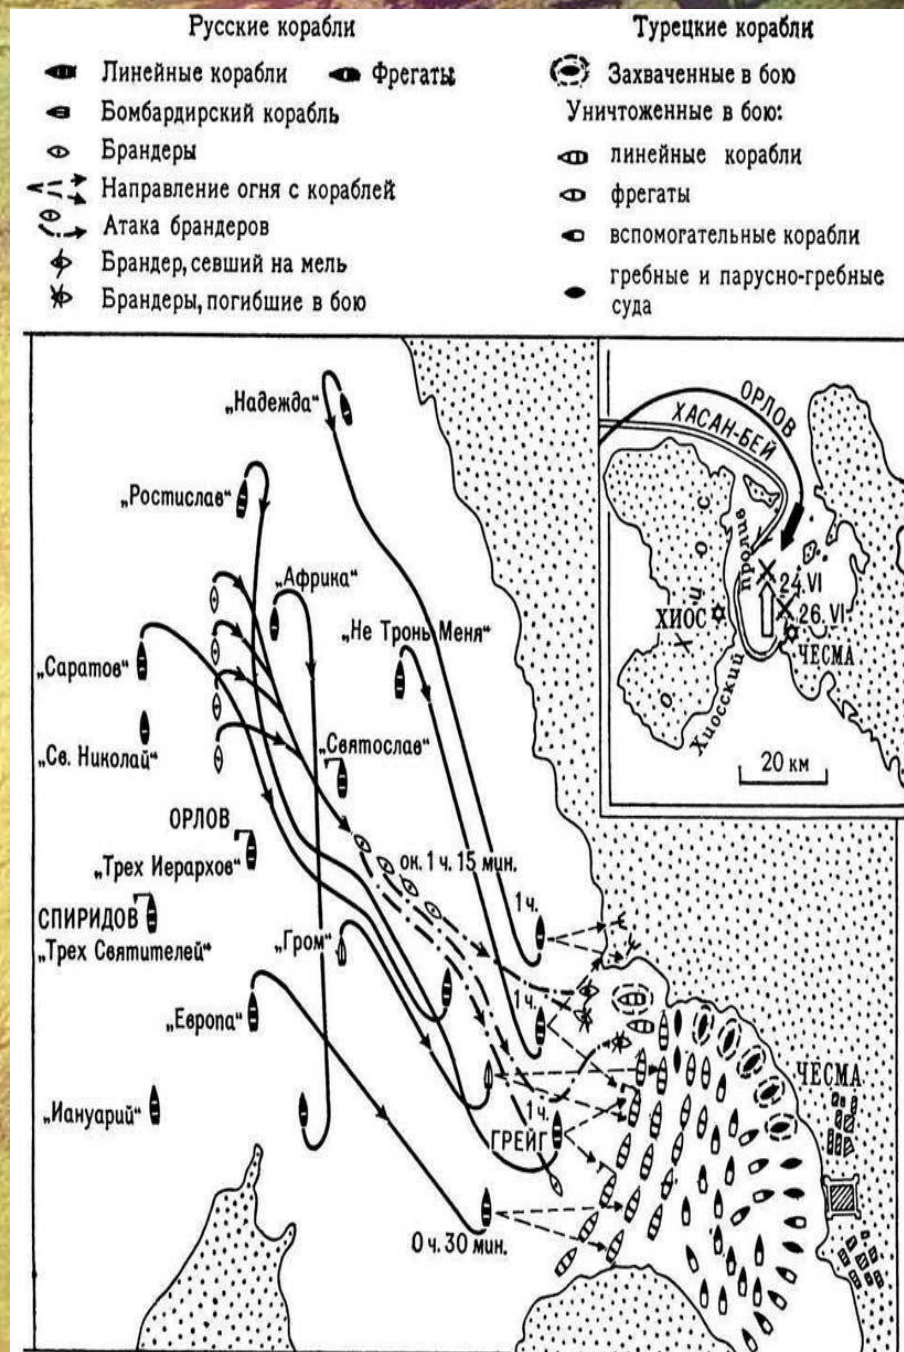 Русские корабли
Линейные корабли
Фрегаты
Бомбардирский корабль
Брандеры
Направление огня с кораблей
Атака брандеров
Брандер, севший на мель
Брандеры, погибшие в бою
Турецкие корабли
Захваченные в бою
Уничтоженные в бою:
линейные корабли
фрегаты
вспомогательные корабли
гребные и парусно-гребные
суда
„Надежда“
„Ростислав“
„Африка“
„Не Тронь Меня“
„Саратов“
„Св. Николай“
„Святослав“
ОРЛОВ
„Трех Иерархов“
ок. 1 ч. 15 мин.
СПИРИДОВ
„Трех Святителей“
„Гром“
1 ч.
„Европа“
1 ч.
„Иануарий“
1 ч.
ГРЕЙГ
0 ч. 30 мин.
ЧЕСМА
ОРЛОВ
ХАСАН-БЕЙ
О. ХИОС
пролив
24.VI
26.VI
ХИОС
ЧЕСМА
Хиосский
20 км